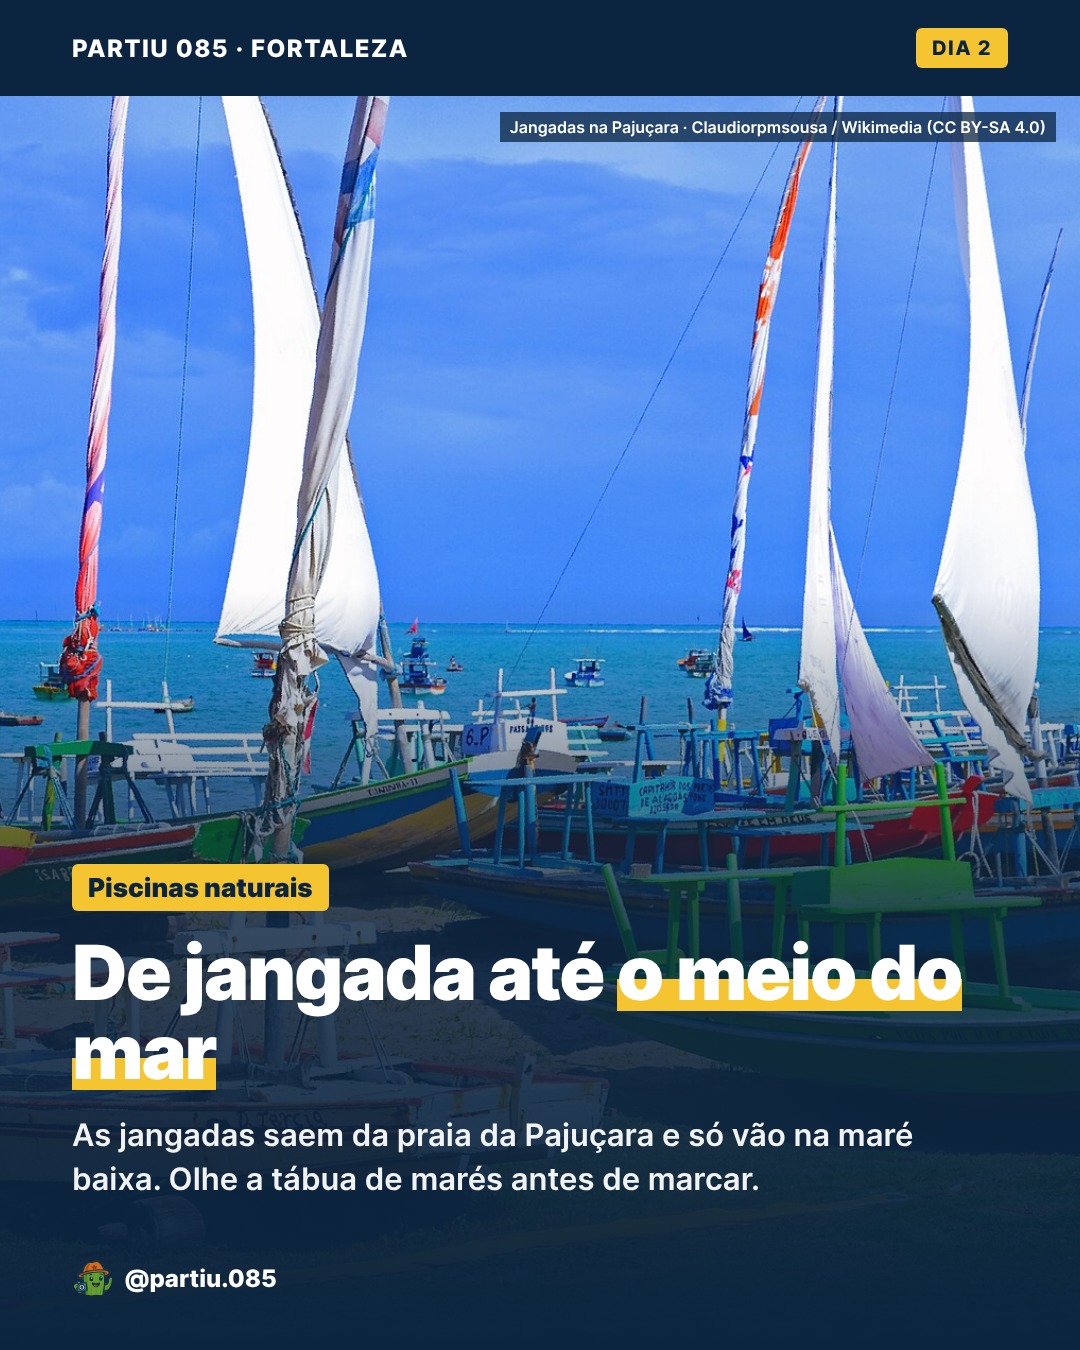 PARTIU 085 · FORTALEZA
DIA 2
Jangadas na Pajuçara · Claudiorpmsousa / Wikimedia (CC BY-SA 4.0)
6_P
Piscinas naturais
De jangada até o meio do
mar
As jangadas saem da praia da Pajuçara e só vão na maré
baixa. Olhe a tábua de marés antes de marcar.
@partiu.085